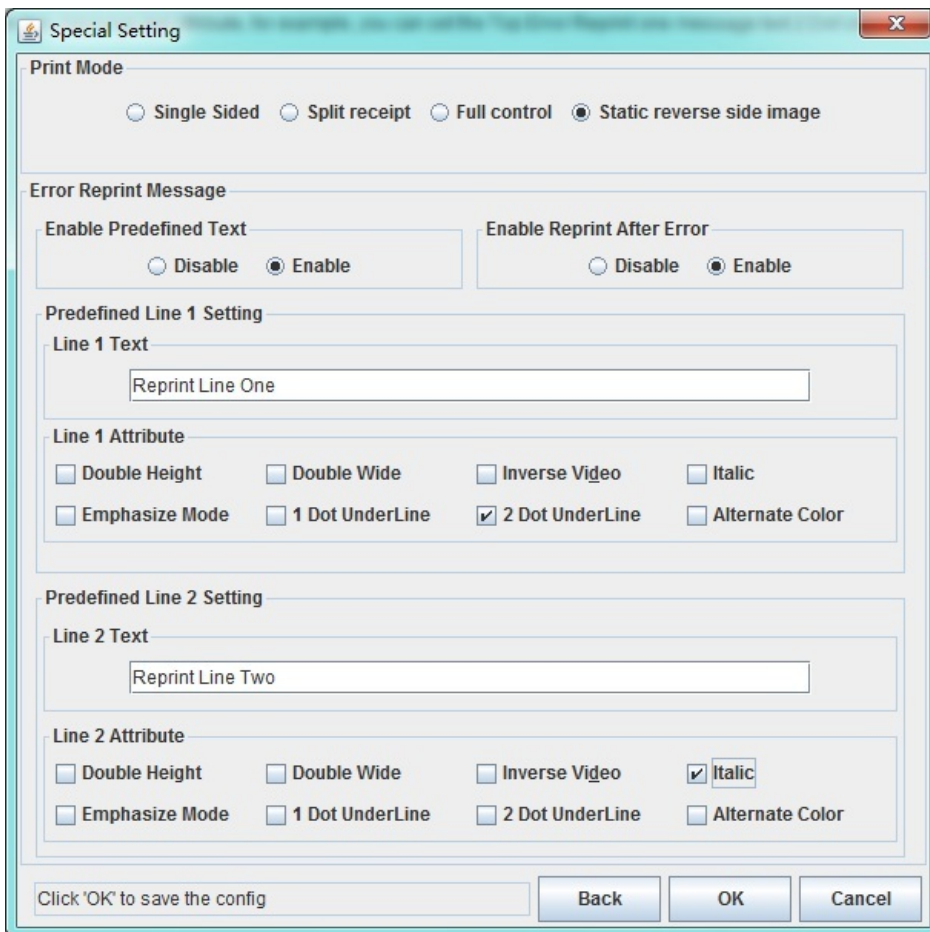 Special Setting
Print Mode
Single Sided Split receipt Full control Static reverse side image
Error Reprint Message
Enable Predefined Text Enable Reprint After Error
Disable Enable Disable Enable
Predefined Line 1 Setting
Line 1 Text
Reprint Line One
Line 1 Attribute
Double Height Double Wide Inverse Video Italic
Emphasize Mode 1 Dot UnderLine 2 Dot UnderLine Alternate Color
Predefined Line 2 Setting
Line 2 Text
Reprint Line Two
Line 2 Attribute
Double Height Double Wide Inverse Video Italic
Emphasize Mode 1 Dot UnderLine 2 Dot UnderLine Alternate Color
Click 'OK' to save the config Back OK Cancel